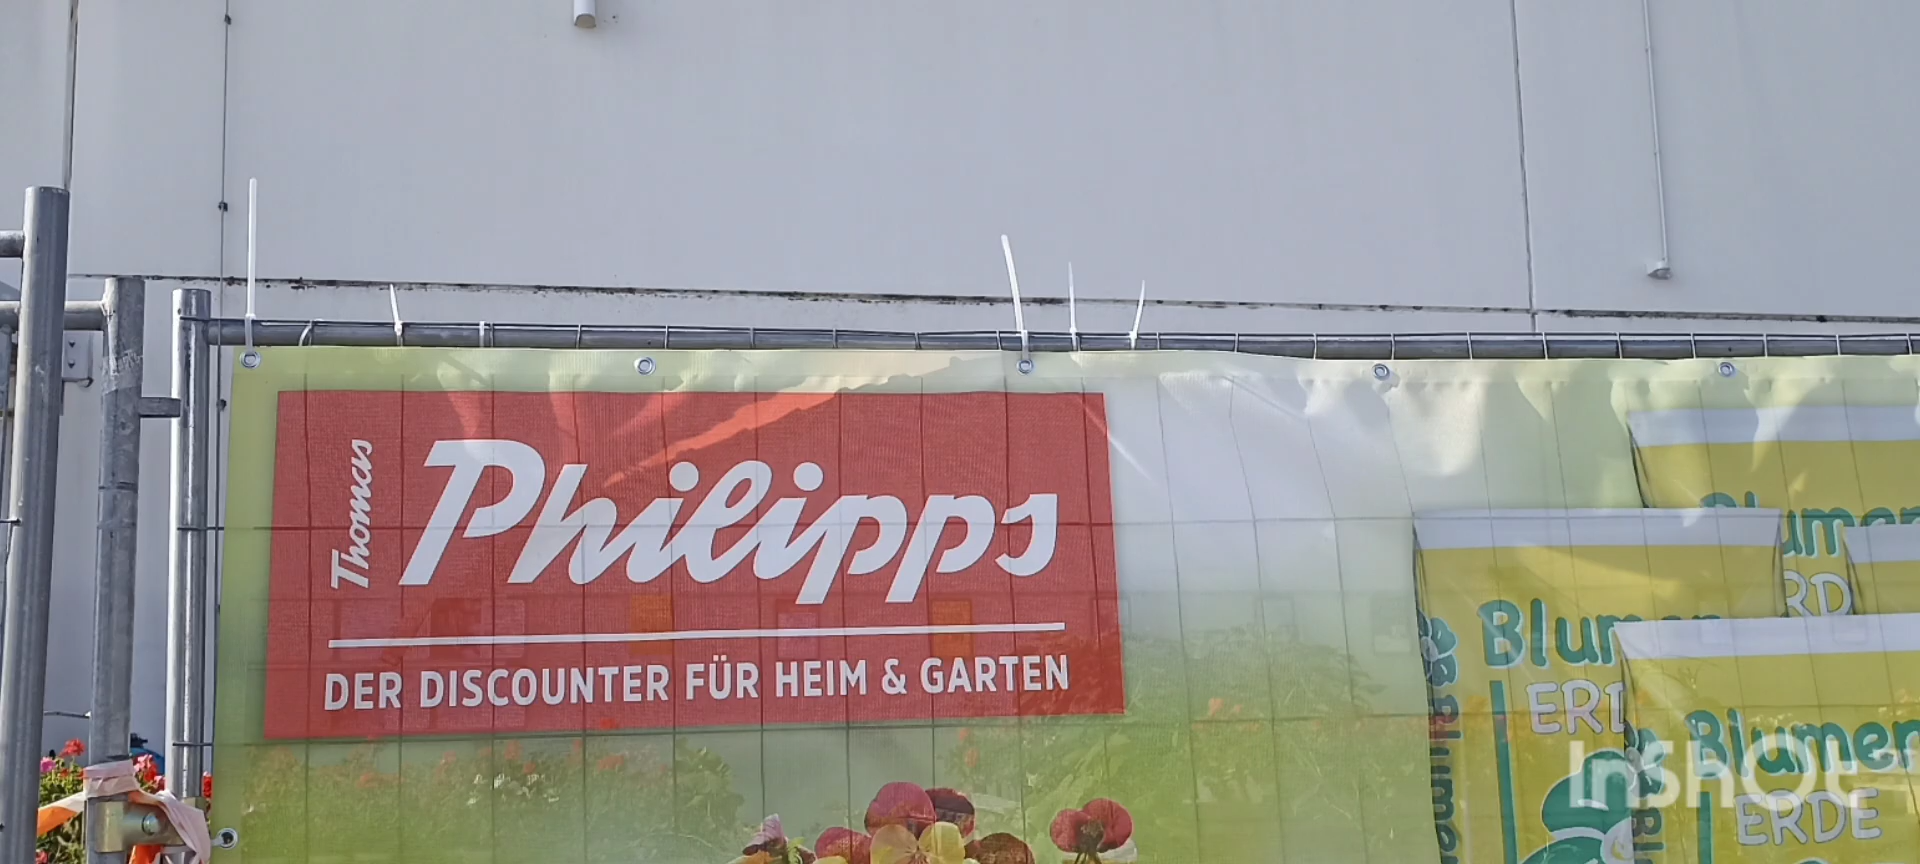 Thomas
Philipps
DER DISCOUNTER FÜR HEIM & GARTEN
Blumen
ERDE
Blumen
ERDE
InShOt